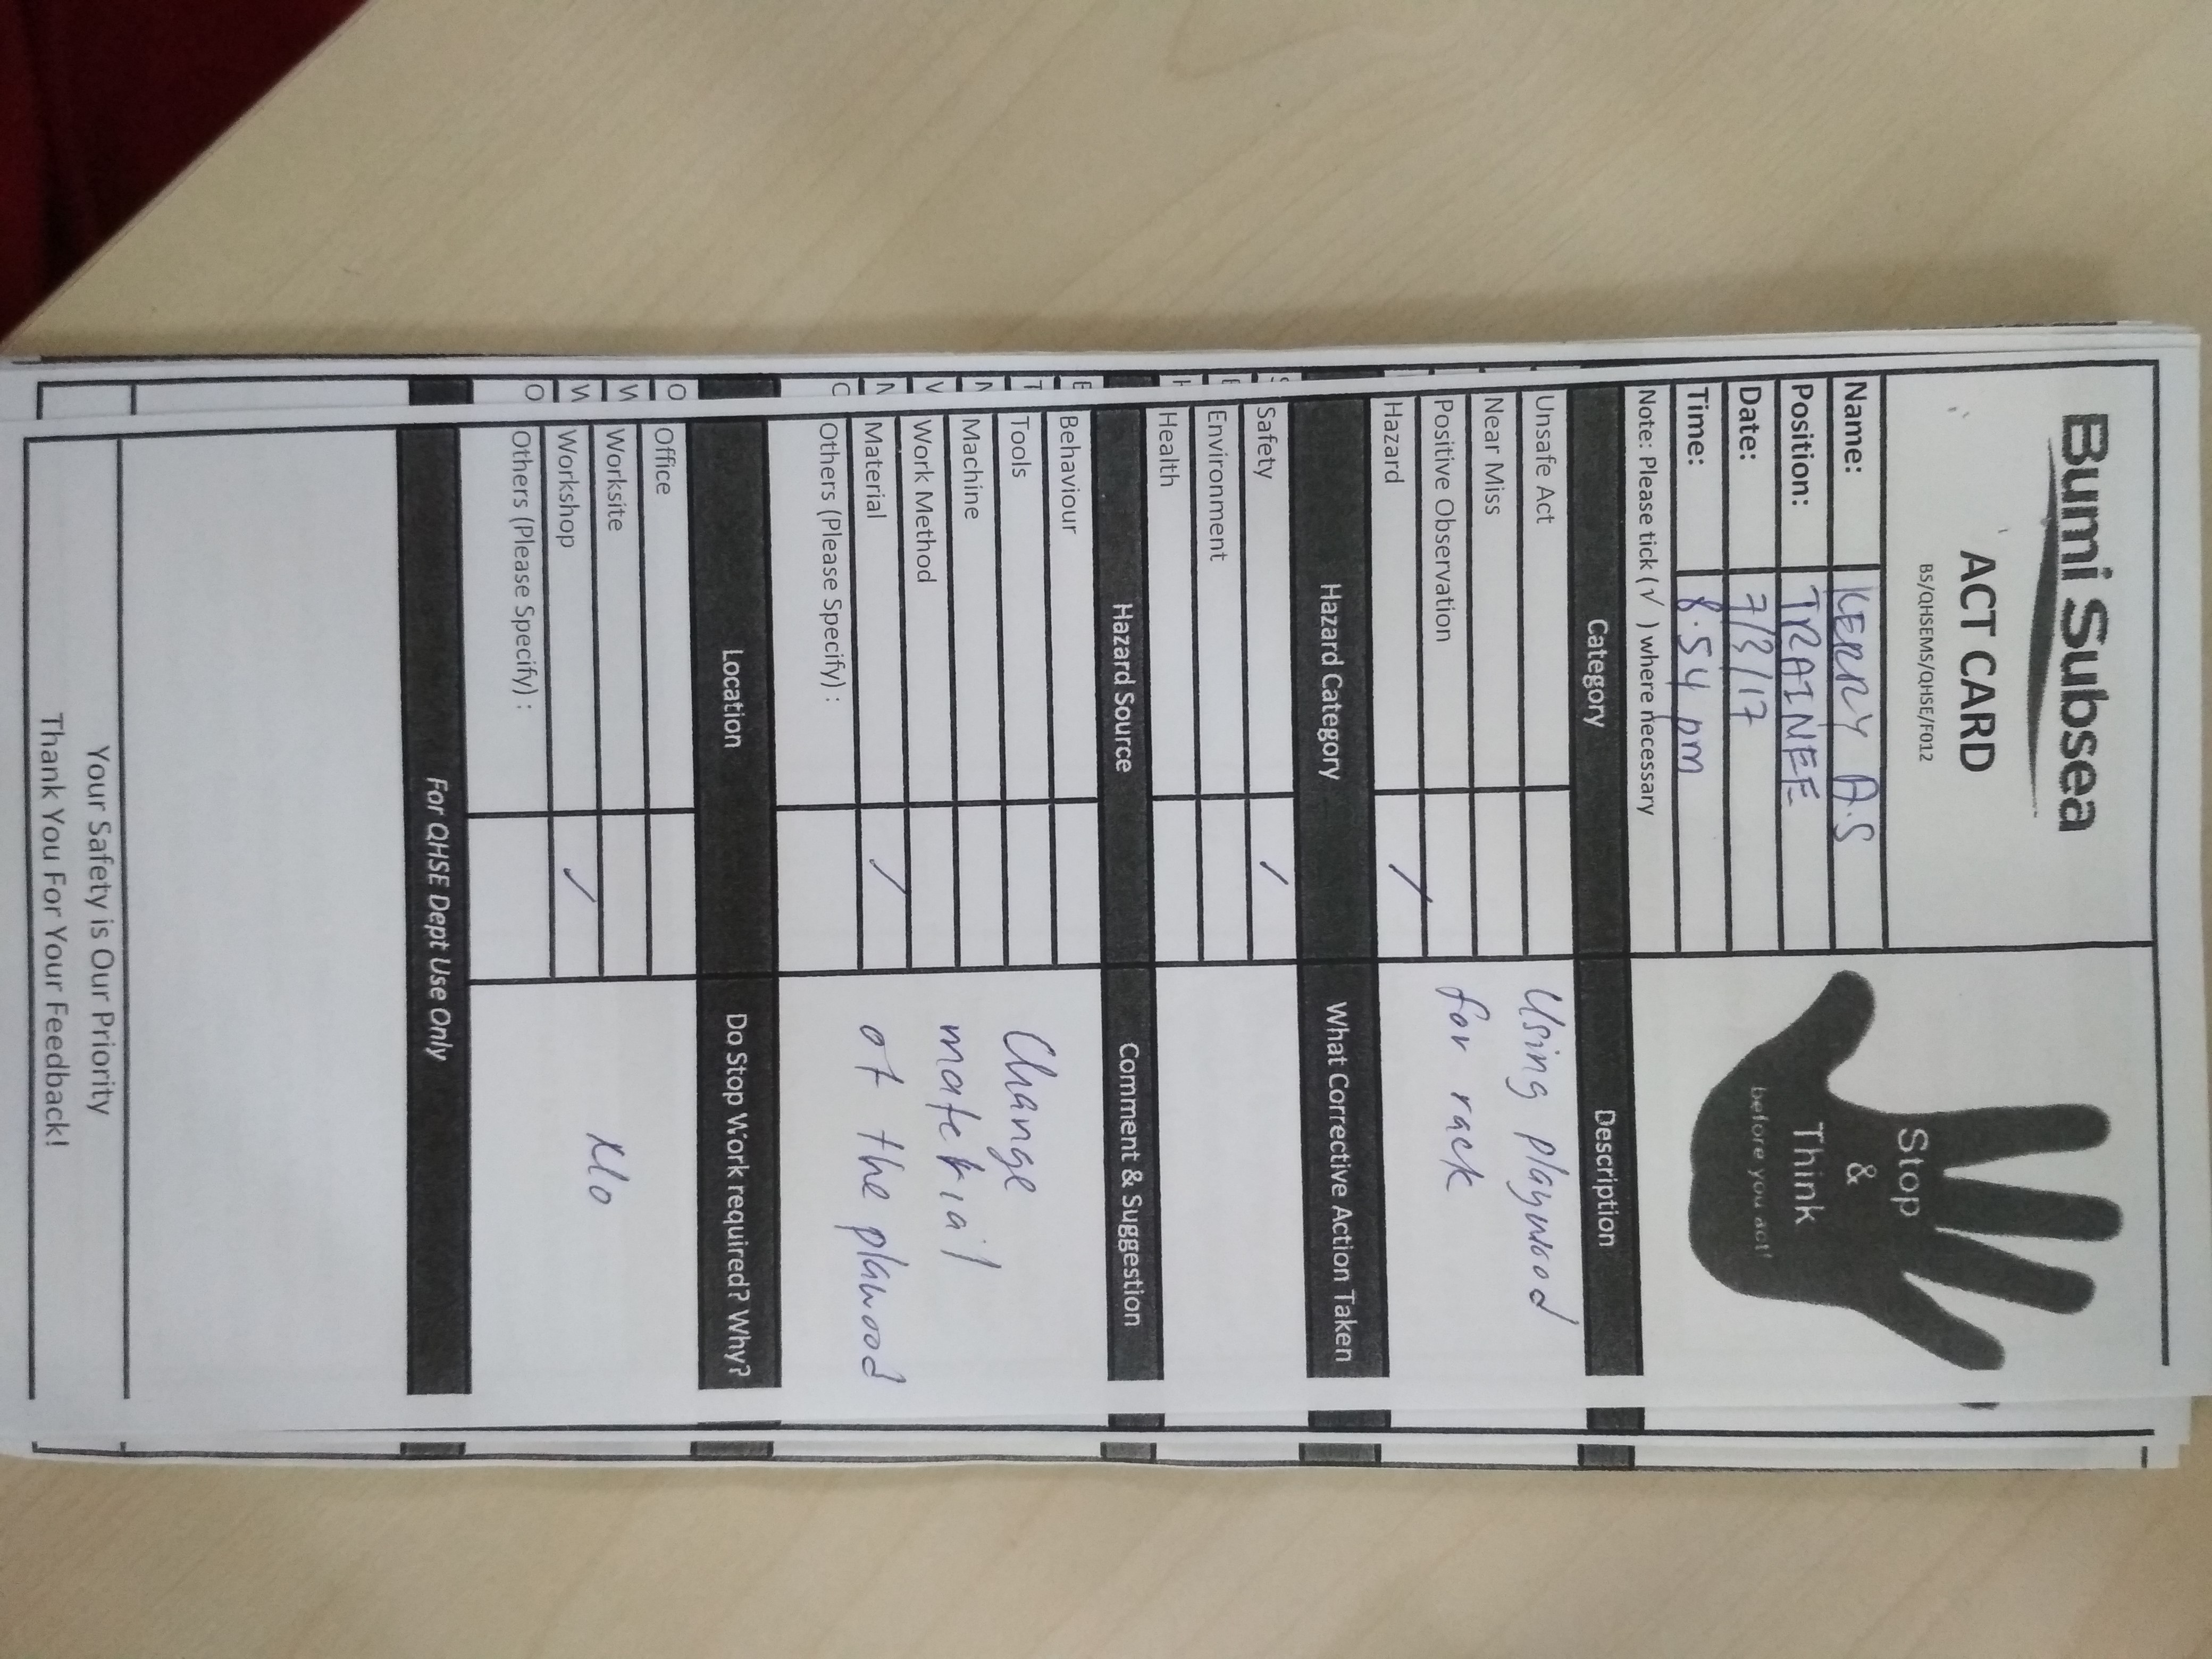 Bumi Subsea
ACT CARD
BS/QHSEMS/QHSE/F012
Stop
&
Think
before you act!
Name: KERRY A.S
Position: TRAINEE
Date: 7/3/17
Time: 8.54 pm
Note: Please tick (√ ) where necessary
Category Description
Unsafe Act
Near Miss
Positive Observation
Hazard /
Using playwood
for rack
Hazard Category What Corrective Action Taken
Safety /
Environment
Health
Hazard Source Comment & Suggestion
Behaviour
Tools
Machine
Work Method
Material /
Others (Please Specify) :
Change
material
of the plawood
Location Do Stop Work required? Why?
Office
Worksite
Workshop /
Others (Please Specify) :
No
For QHSE Dept Use Only
Your Safety is Our Priority
Thank You For Your Feedback!